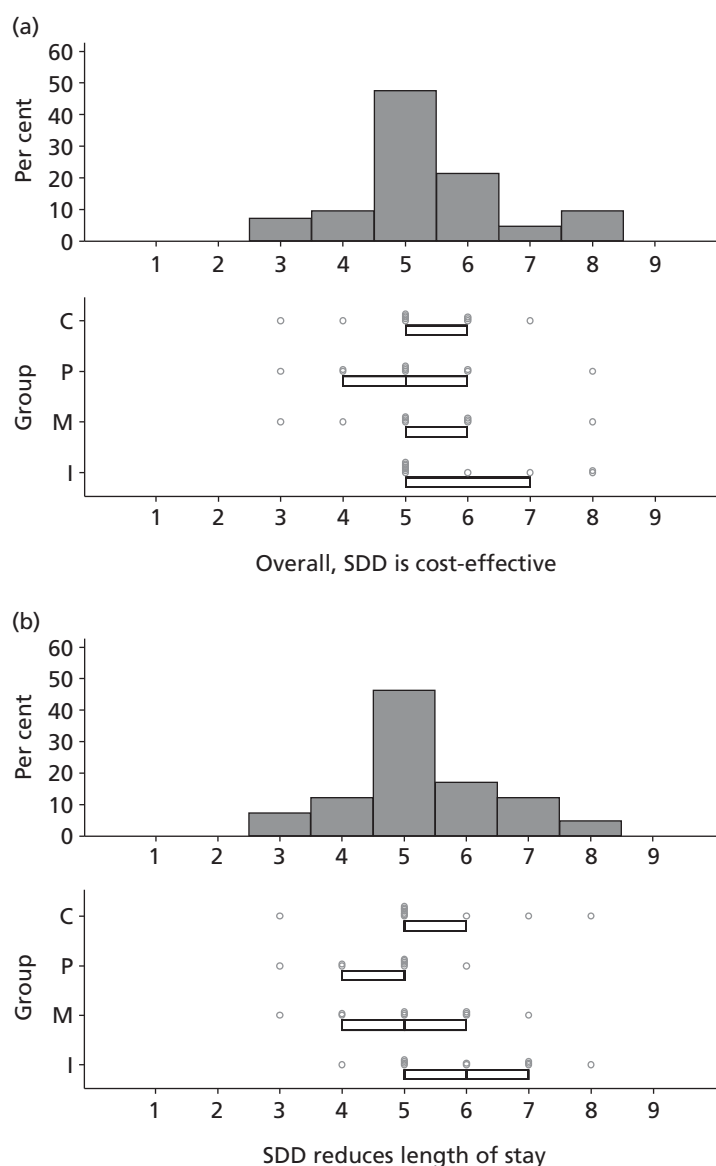 (a)
60
50
40
30
20
10
0
Per cent
1 2 3 4 5 6 7 8 9
C
P
M
I
Group
1 2 3 4 5 6 7 8 9
Overall, SDD is cost-effective
(b)
60
50
40
30
20
10
0
Per cent
1 2 3 4 5 6 7 8 9
C
P
M
I
Group
1 2 3 4 5 6 7 8 9
SDD reduces length of stay